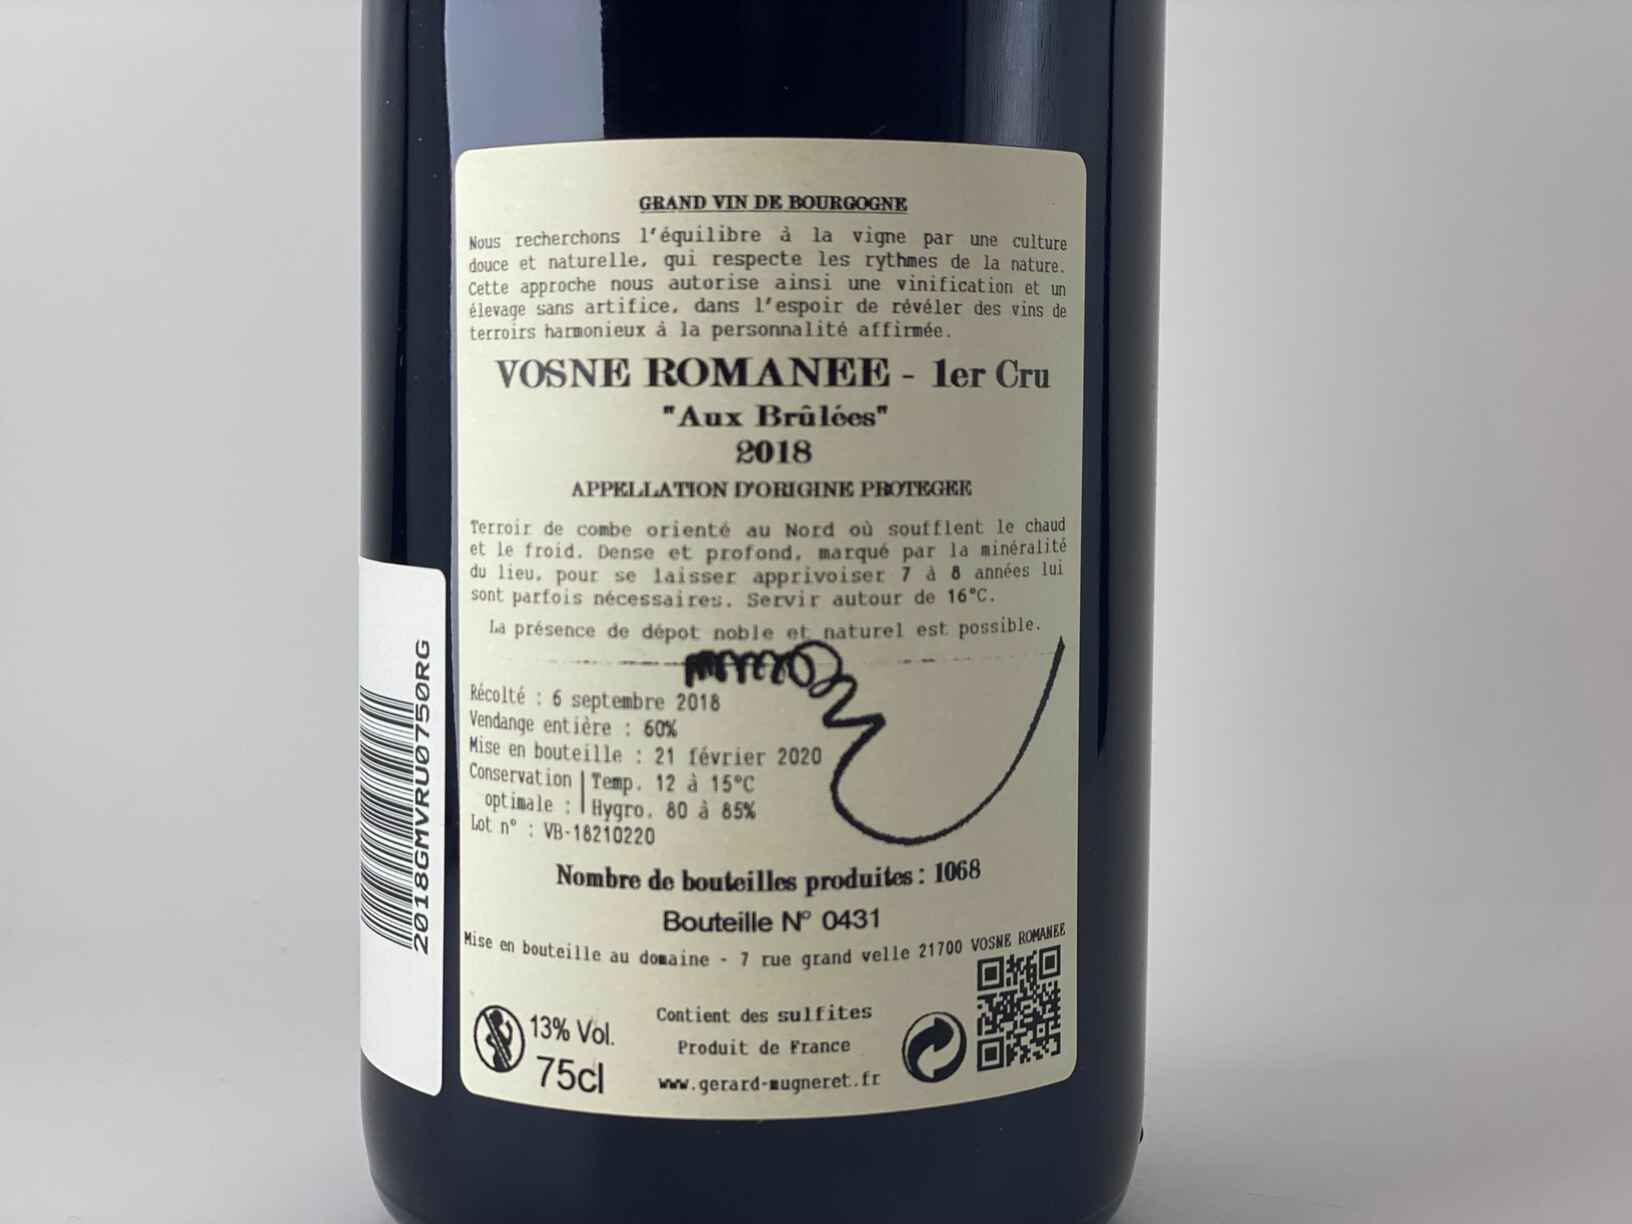 GRAND VIN DE BOURGOGNE
Nous recherchons l'équilibre à la vigne par une culture
douce et naturelle, qui respecte les rythmes de la nature.
Cette approche nous autorise ainsi une vinification et un
élevage sans artifice, dans l'espoir de révéler des vins de
terroirs harmonieux à la personnalité affirmée.
VOSNE ROMANEE - 1er Cru
"Aux Brûlées"
2018
APPELLATION D'ORIGINE PROTEGEE
Terroir de combe orienté au Nord où soufflent le chaud
et le froid. Dense et profond, marqué par la minéralité
du lieu, pour se laisser apprivoiser 7 à 8 années lui
sont parfois nécessaires. Servir autour de 16°C.
La présence de dépot noble et naturel est possible.
Récolté : 6 septembre 2018
Vendange entière : 60%
Mise en bouteille : 21 février 2020
Conservation | Temp. 12 à 15°C
optimale : | Hygro. 80 à 85%
Lot n° : VB-18210220
Nombre de bouteilles produites : 1068
Bouteille N° 0431
Mise en bouteille au domaine - 7 rue grand velle 21700 VOSNE ROMANEE
13% Vol.
75cl
Contient des sulfites
Produit de France
www.gerard-mugneret.fr
2018GMVRU0750RG